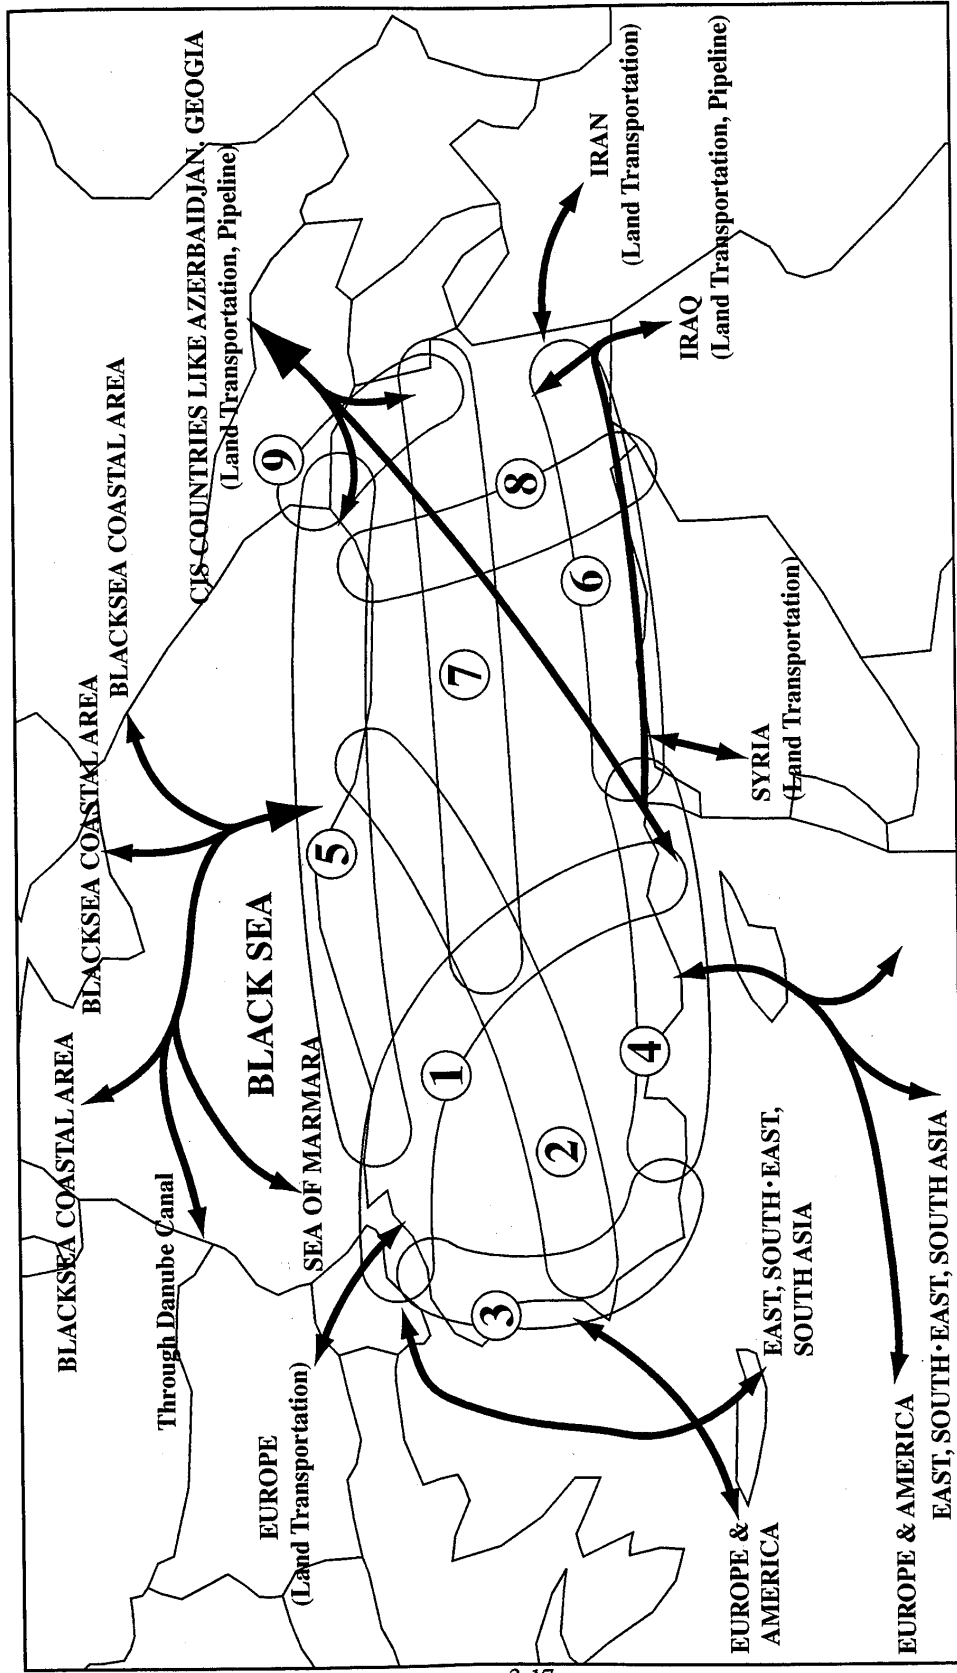 BLACKSEA COASTAL AREA
BLACKSEA COASTAL AREA
BLACKSEA COASTAL AREA
Through Danube Canal
CIS COUNTRIES LIKE AZERBAIDJAN, GEOGIA
(Land Transportation, Pipeline)
BLACK SEA
SEA OF MARMARA
EUROPE
(Land Transportation)
9
5
1
7
8
2
6
3
4
IRAN
(Land Transportation)
IRAQ
(Land Transportation, Pipeline)
SYRIA
(Land Transportation)
EAST, SOUTH·EAST,
SOUTH ASIA
EUROPE &
AMERICA
EUROPE & AMERICA
EAST, SOUTH·EAST, SOUTH ASIA